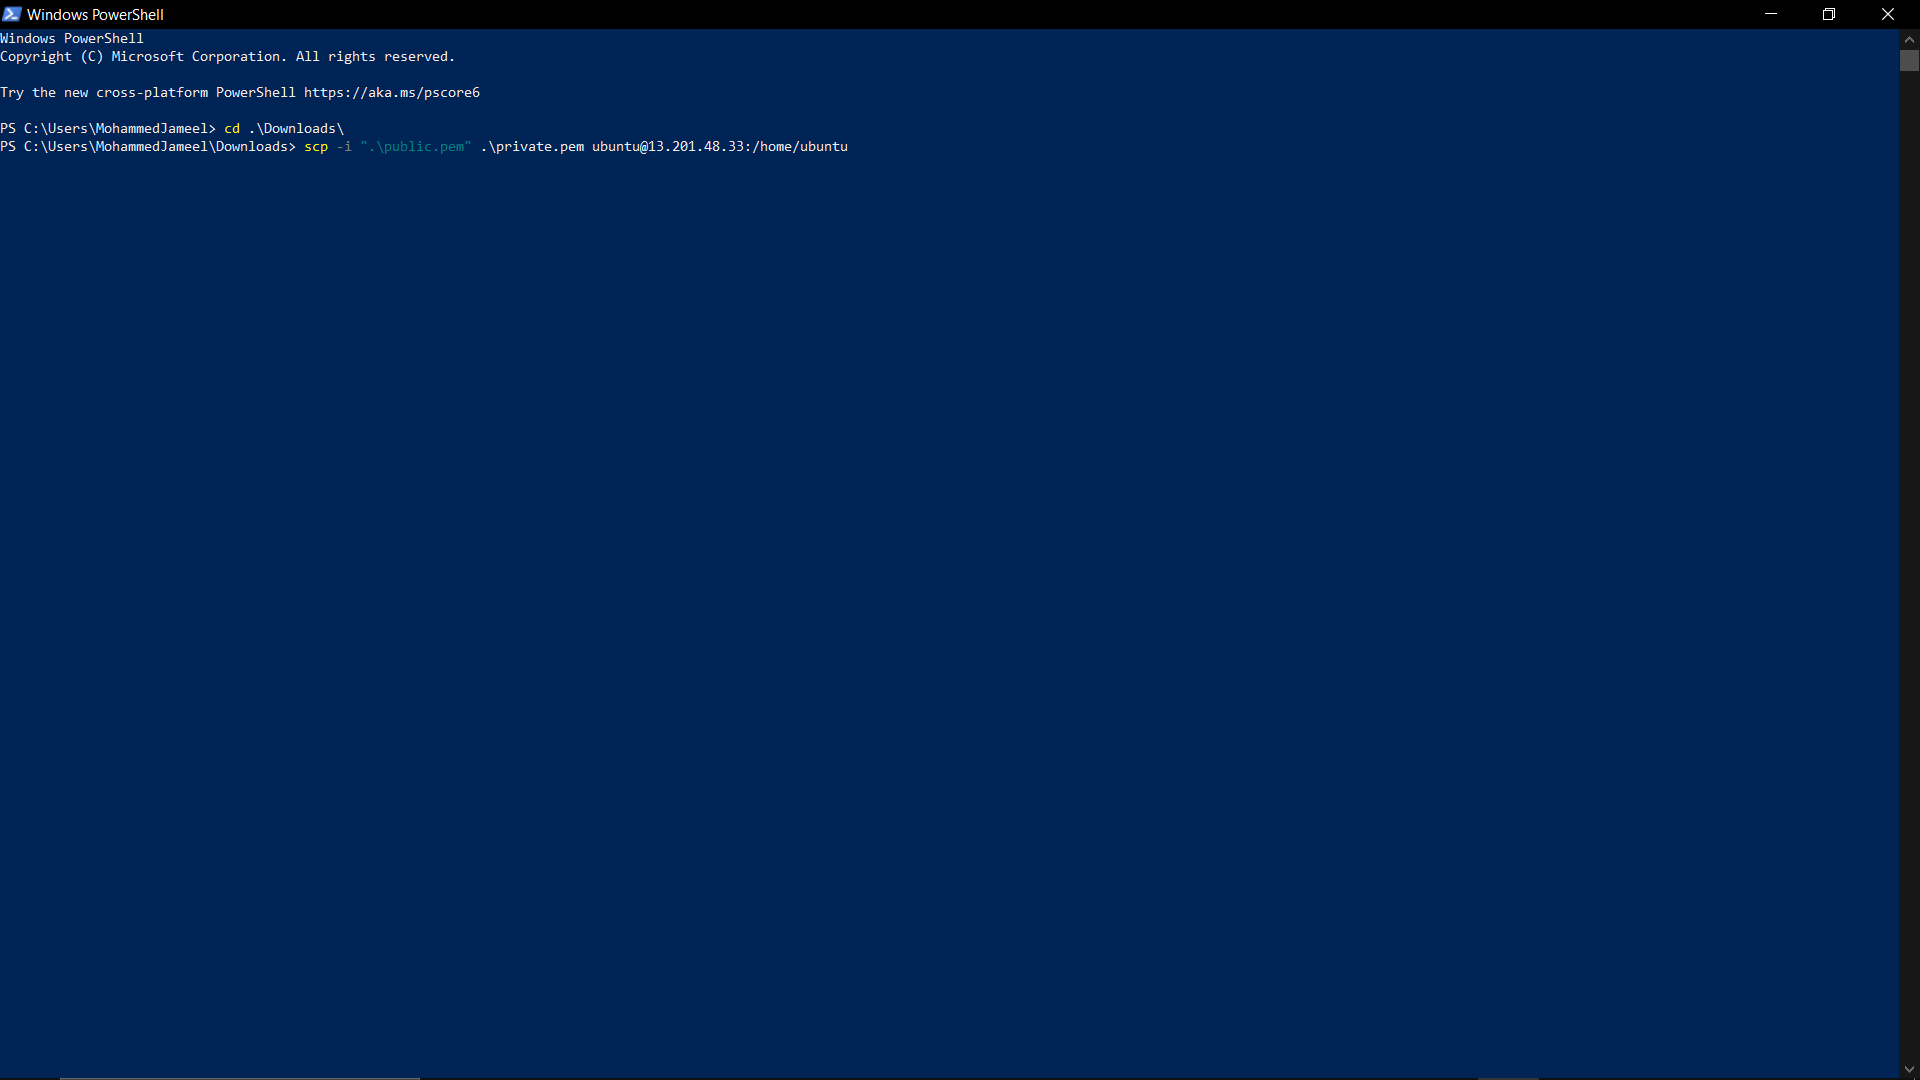 Windows PowerShell
Windows PowerShell
Copyright (C) Microsoft Corporation. All rights reserved.
Try the new cross-platform PowerShell https://aka.ms/pscore6
PS C:\Users\MohammedJameel> cd .\Downloads\
PS C:\Users\MohammedJameel\Downloads> scp -i ".\public.pem" .\private.pem ubuntu@13.201.48.33:/home/ubuntu